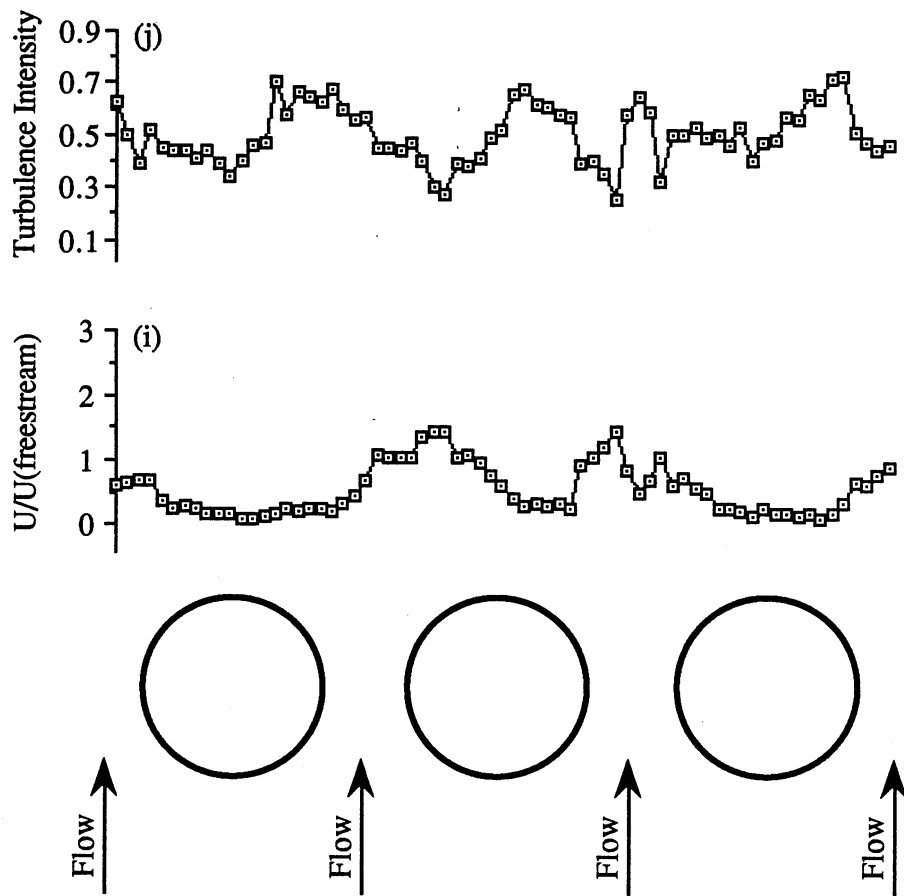 0.9
(j)
0.7
0.5
0.3
0.1
Turbulence Intensity
3
(i)
2
1
0
U/U(freestream)
Flow
Flow
Flow
Flow